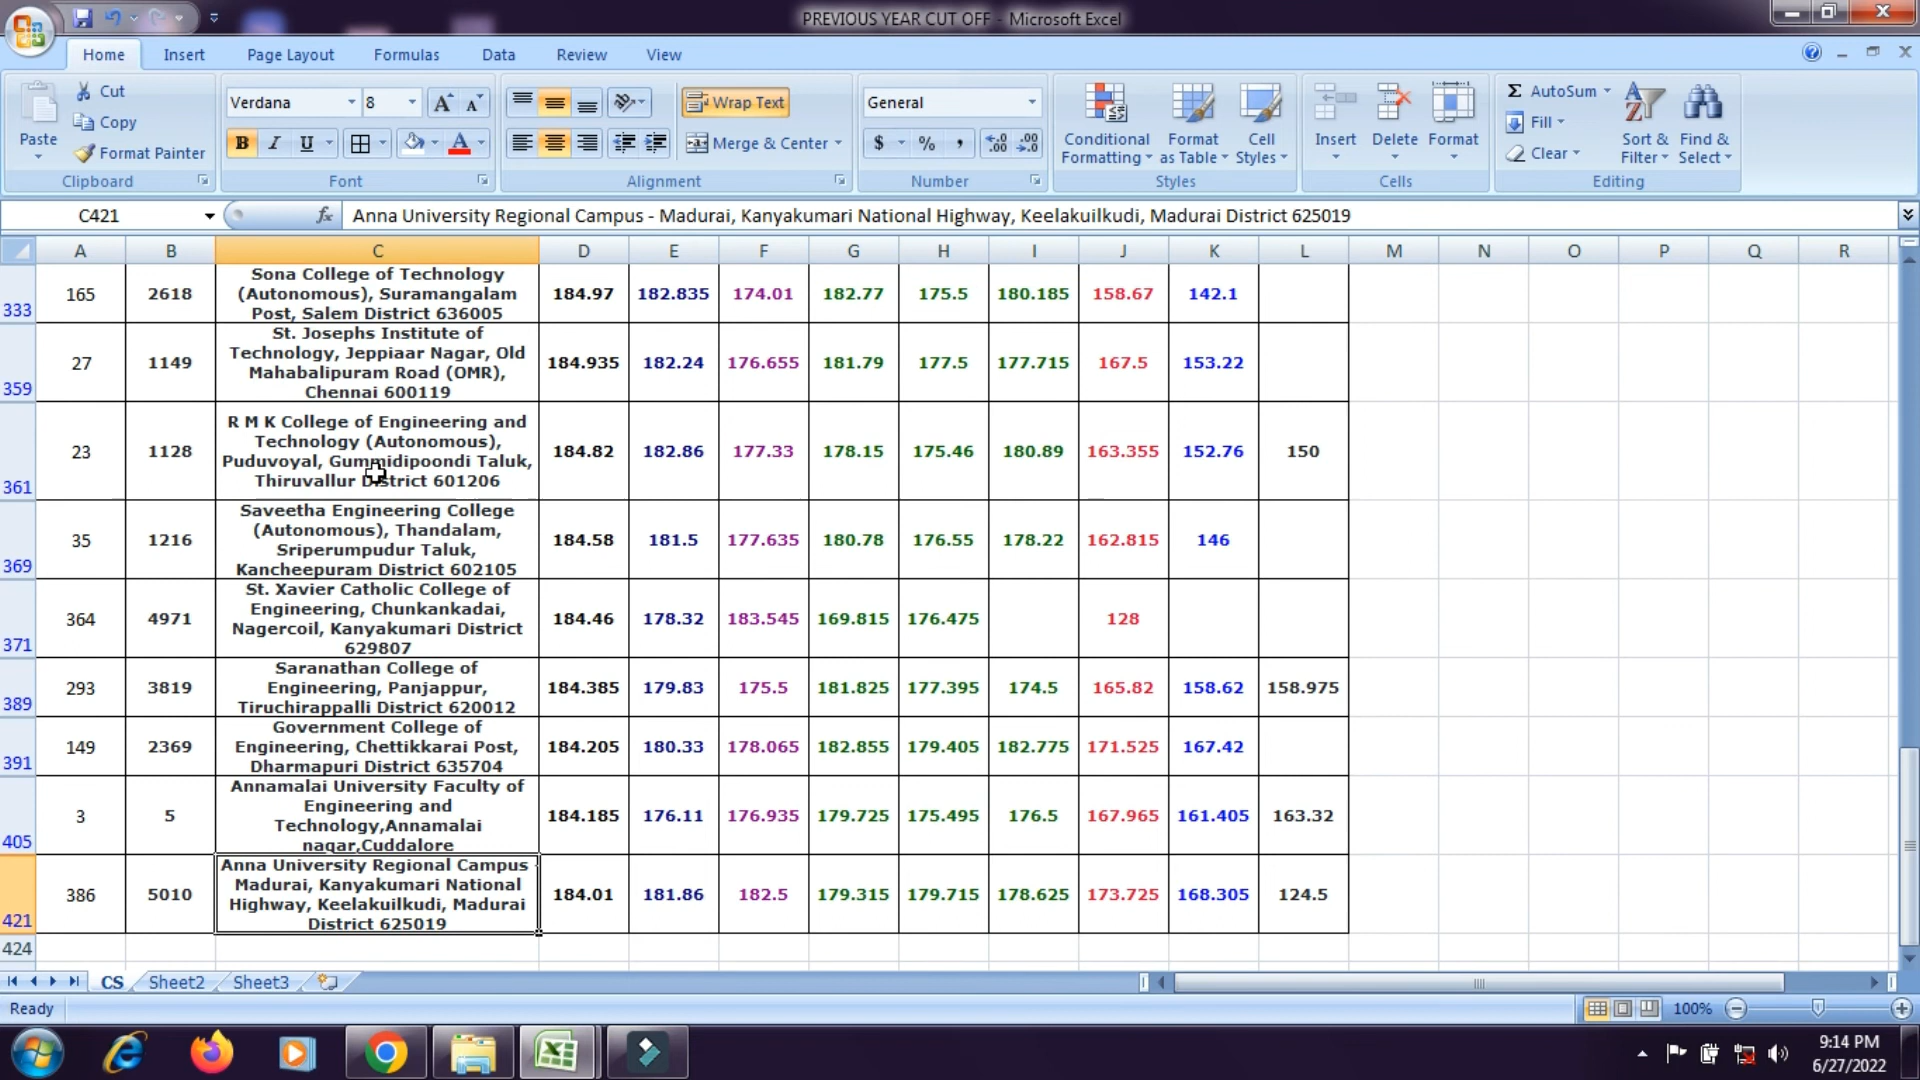 PREVIOUS YEAR CUT OFF - Microsoft Excel
Home Insert Page Layout Formulas Data Review View
Paste
Cut
Copy
Format Painter
Clipboard
Verdana 8
B I U
Font
Wrap Text
Merge & Center
Alignment
General
$ % ,
Number
Conditional Formatting
Format as Table
Cell Styles
Styles
Insert Delete Format
Cells
Σ AutoSum
Fill
Clear
Sort & Filter
Find & Select
Editing
C421 fx Anna University Regional Campus - Madurai, Kanyakumari National Highway, Keelakuilkudi, Madurai District 625019
A B C D E F G H I J K L M N O P Q R
333 165 2618 Sona College of Technology (Autonomous), Suramangalam Post, Salem District 636005 184.97 182.835 174.01 182.77 175.5 180.185 158.67 142.1
359 27 1149 St. Josephs Institute of Technology, Jeppiaar Nagar, Old Mahabalipuram Road (OMR), Chennai 600119 184.935 182.24 176.655 181.79 177.5 177.715 167.5 153.22
361 23 1128 R M K College of Engineering and Technology (Autonomous), Puduvoyal, Gummidipoondi Taluk, Thiruvallur District 601206 184.82 182.86 177.33 178.15 175.46 180.89 163.355 152.76 150
369 35 1216 Saveetha Engineering College (Autonomous), Thandalam, Sriperumpudur Taluk, Kancheepuram District 602105 184.58 181.5 177.635 180.78 176.55 178.22 162.815 146
371 364 4971 St. Xavier Catholic College of Engineering, Chunkankadai, Nagercoil, Kanyakumari District 629807 184.46 178.32 183.545 169.815 176.475 128
389 293 3819 Saranathan College of Engineering, Panjappur, Tiruchirappalli District 620012 184.385 179.83 175.5 181.825 177.395 174.5 165.82 158.62 158.975
391 149 2369 Government College of Engineering, Chettikkarai Post, Dharmapuri District 635704 184.205 180.33 178.065 182.855 179.405 182.775 171.525 167.42
405 3 5 Annamalai University Faculty of Engineering and Technology,Annamalai nagar,Cuddalore 184.185 176.11 176.935 179.725 175.495 176.5 167.965 161.405 163.32
421 386 5010 Anna University Regional Campus - Madurai, Kanyakumari National Highway, Keelakuilkudi, Madurai District 625019 184.01 181.86 182.5 179.315 179.715 178.625 173.725 168.305 124.5
424
CS Sheet2 Sheet3
Ready 100%
9:14 PM
6/27/2022